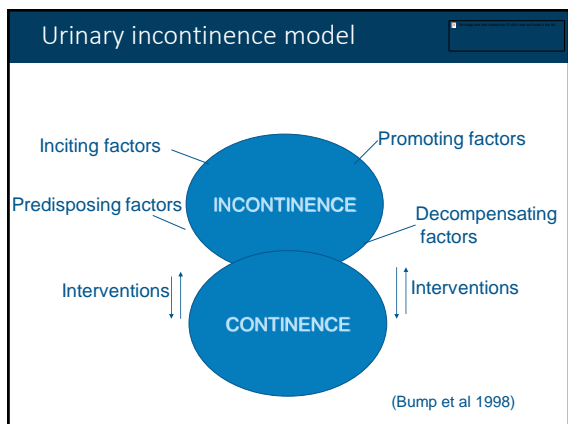 Urinary incontinence model
Inciting factors
Promoting factors
Predisposing factors
INCONTINENCE
Decompensating
factors
Interventions
Interventions
CONTINENCE
(Bump et al 1998)